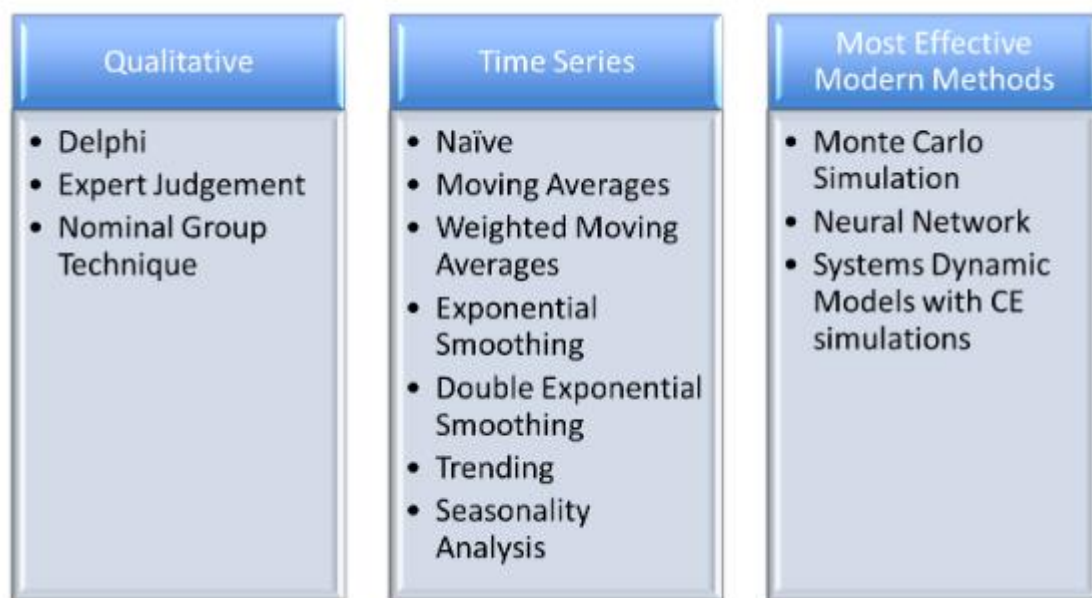 Qualitative
• Delphi
• Expert Judgement
• Nominal Group
Technique
Time Series
• Naïve
• Moving Averages
• Weighted Moving
Averages
• Exponential
Smoothing
• Double Exponential
Smoothing
• Trending
• Seasonality
Analysis
Most Effective
Modern Methods
• Monte Carlo
Simulation
• Neural Network
• Systems Dynamic
Models with CE
simulations